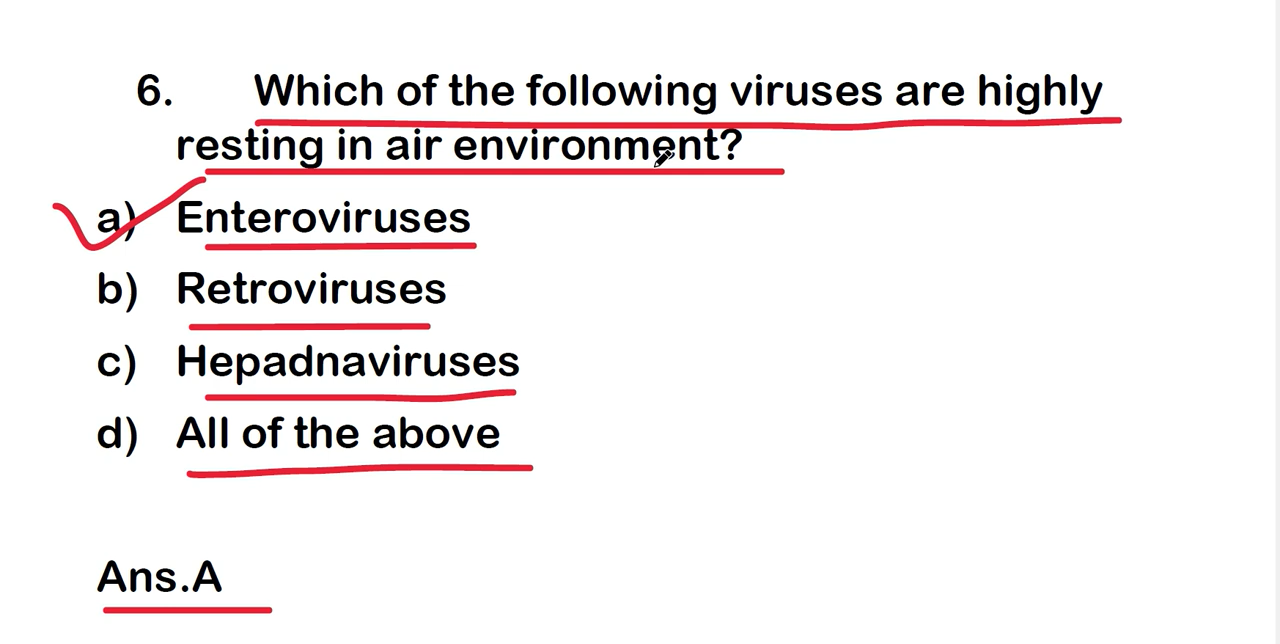 6. Which of the following viruses are highly
resting in air environment?
a) Enteroviruses
b) Retroviruses
c) Hepadnaviruses
d) All of the above
Ans.A